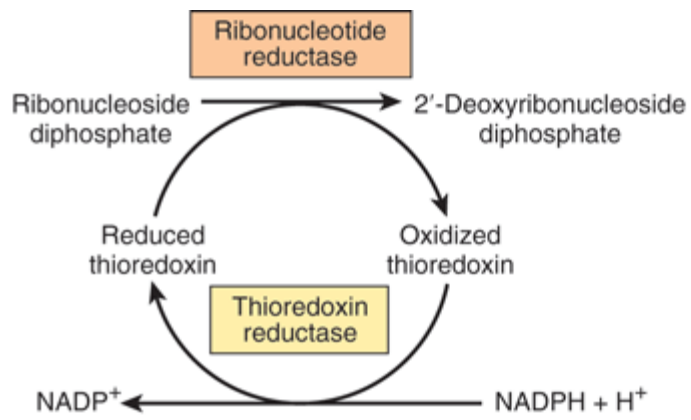 Ribonucleotide
reductase
Ribonucleoside
diphosphate
2′-Deoxyribonucleoside
diphosphate
Reduced
thioredoxin
Oxidized
thioredoxin
Thioredoxin
reductase
NADP⁺
NADPH + H⁺